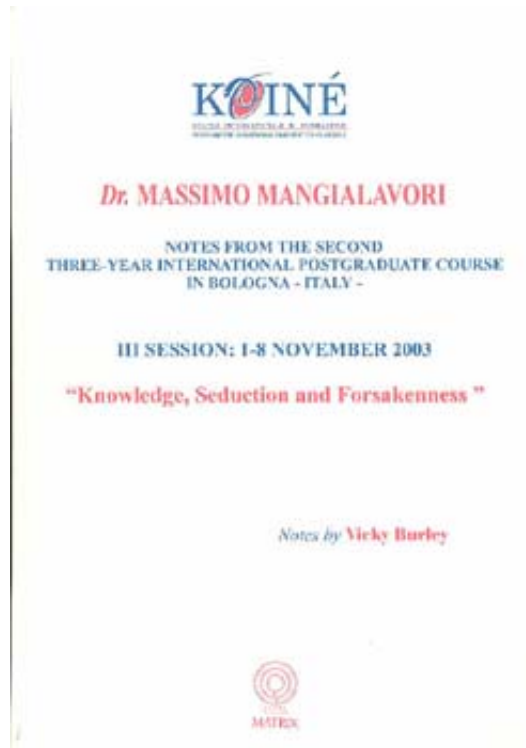 KOINÉ
Dr. MASSIMO MANGIALAVORI
NOTES FROM THE SECOND
THREE-YEAR INTERNATIONAL POSTGRADUATE COURSE
IN BOLOGNA - ITALY -
III SESSION: 1-8 NOVEMBER 2003
“Knowledge, Seduction and Forsakenness ”
Notes by Vicky Burley
MATRIX